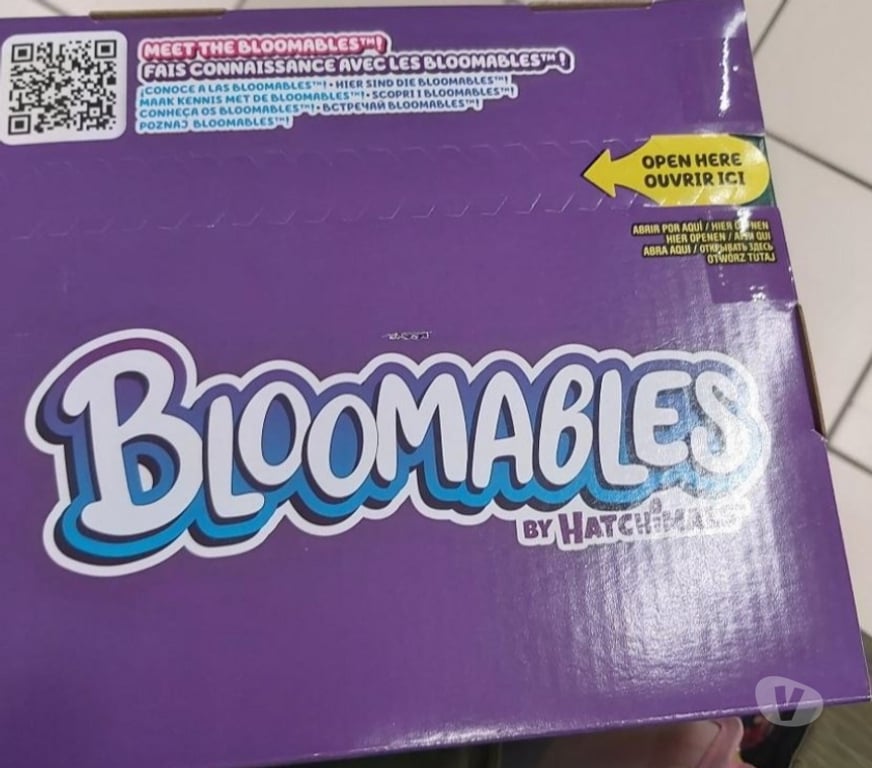 MEET THE BLOOMABLES™!
FAIS CONNAISSANCE AVEC LES BLOOMABLES™ !
¡CONOCE A LAS BLOOMABLES™! • HIER SIND DIE BLOOMABLES™!
MAAK KENNIS MET DE BLOOMABLES™! • SCOPRI I BLOOMABLES™!
CONHEÇA OS BLOOMABLES™! • ВСТРЕЧАЙ BLOOMABLES™!
POZNAJ BLOOMABLES™!
OPEN HERE
OUVRIR ICI
ABRIR POR AQUÍ / HIER
HIER OPENEN / QUI
ABRA AQUI / ОТКРЫВАТЬ ЗДЕСЬ
OTWÓRZ TUTAJ
BLOOMABLES
BY HATCHiMALS
V